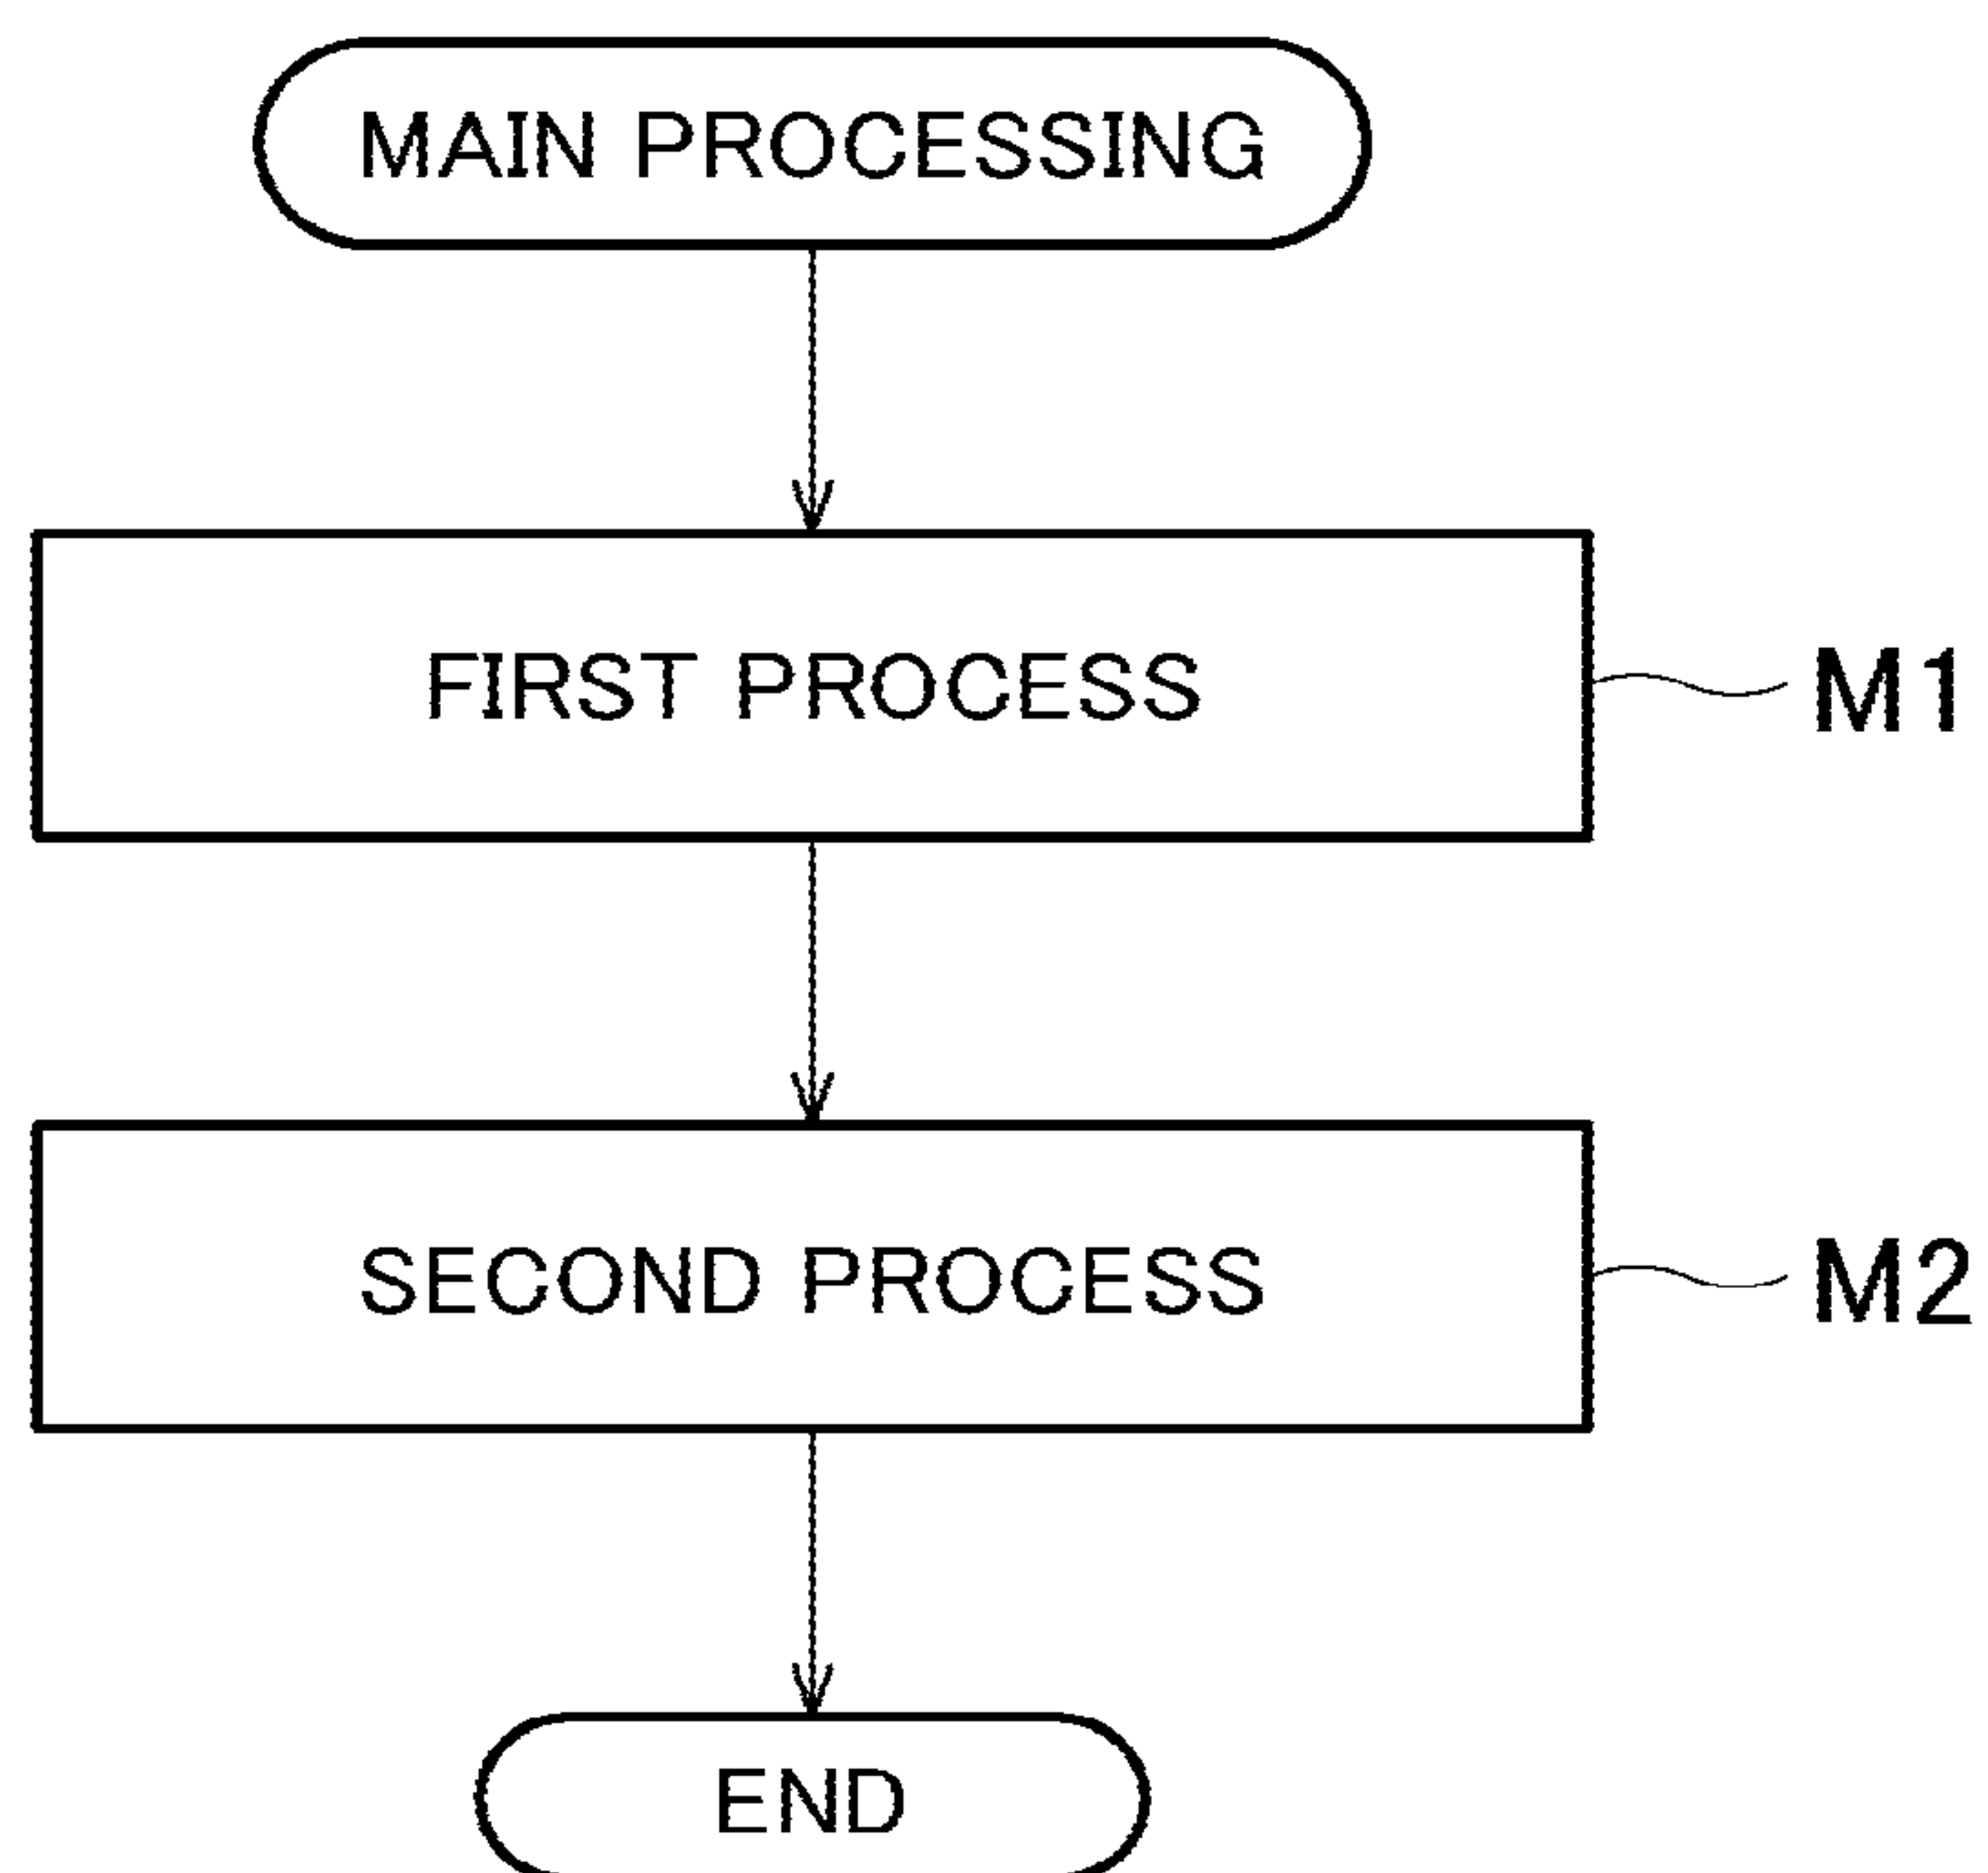 MAIN PROCESSING
FIRST PROCESS
M1
SECOND PROCESS
M2
END